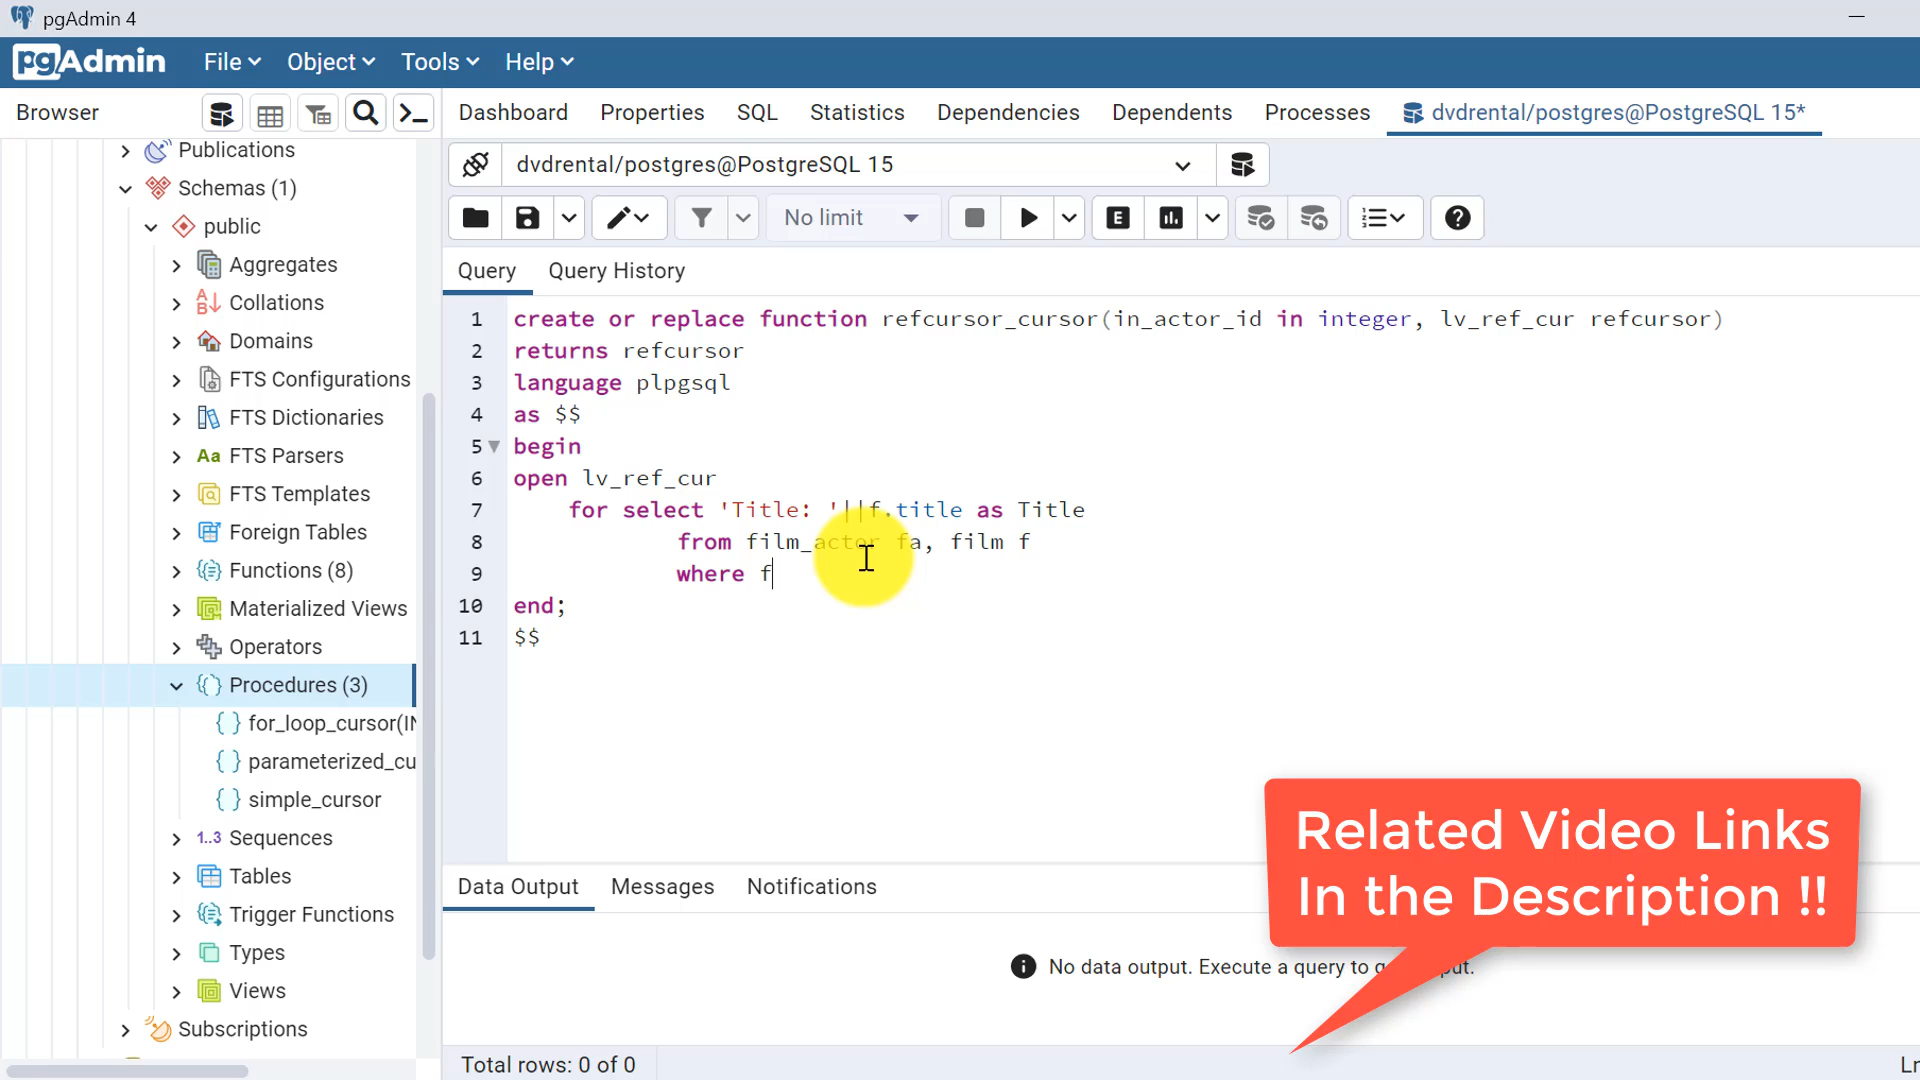 pgAdmin 4
pgAdmin File Object Tools Help
Browser Dashboard Properties SQL Statistics Dependencies Dependents Processes dvdrental/postgres@PostgreSQL 15*
Publications
Schemas (1)
public
Aggregates
Collations
Domains
FTS Configurations
FTS Dictionaries
FTS Parsers
FTS Templates
Foreign Tables
Functions (8)
Materialized Views
Operators
Procedures (3)
for_loop_cursor(IN
parameterized_cu
simple_cursor
1..3 Sequences
Tables
Trigger Functions
Types
Views
Subscriptions
dvdrental/postgres@PostgreSQL 15
No limit E
Query Query History
1 create or replace function refcursor_cursor(in_actor_id in integer, lv_ref_cur refcursor)
2 returns refcursor
3 language plpgsql
4 as $$
5 begin
6 open lv_ref_cur
7 for select 'Title: '||f.title as Title
8 from film_actor fa, film f
9 where f
10 end;
11 $$
Data Output Messages Notifications
No data output. Execute a query to
Total rows: 0 of 0
Related Video Links
In the Description !!